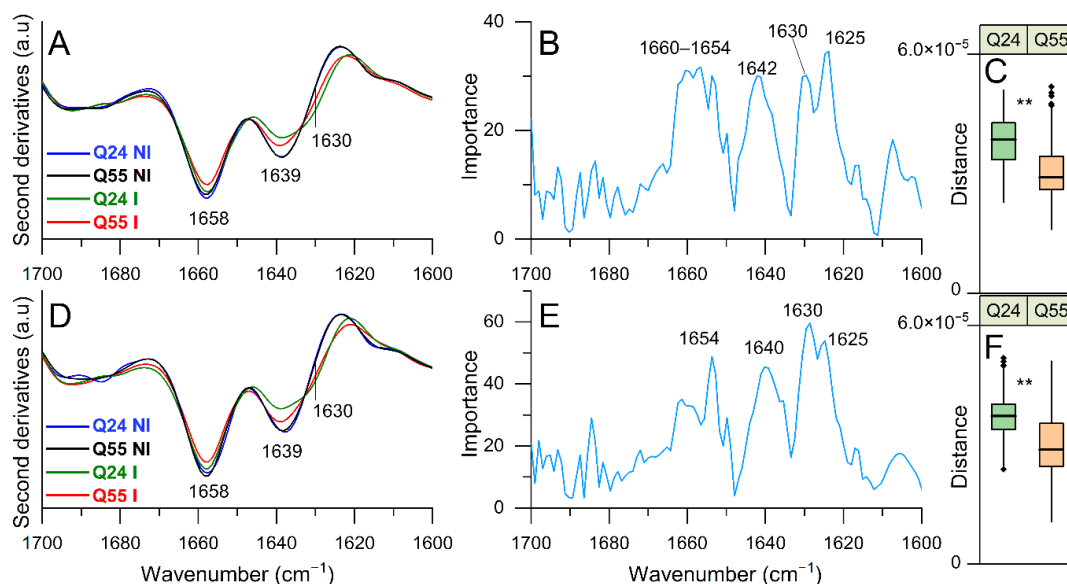 A
Second derivatives (a.u)
Q24 NI
Q55 NI
Q24 I
Q55 I
1658
1639
1630
1700 1680 1660 1640 1620 1600
B
Importance
40
20
0
1660–1654
1642
1630
1625
1700 1680 1660 1640 1620 1600
Q24 Q55
C
6.0×10⁻⁵
**
Distance
0
D
Second derivatives (a.u)
Q24 NI
Q55 NI
Q24 I
Q55 I
1658
1639
1630
1700 1680 1660 1640 1620 1600
Wavenumber (cm⁻¹)
E
Importance
60
40
20
0
1654
1640
1630
1625
1700 1680 1660 1640 1620 1600
Wavenumber (cm⁻¹)
Q24 Q55
F
6.0×10⁻⁵
**
Distance
0